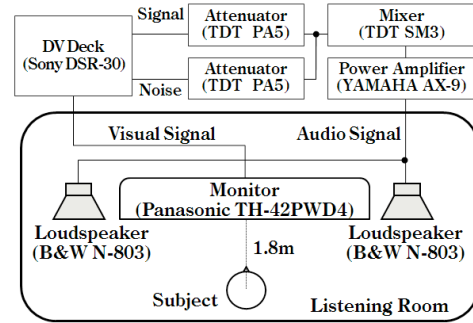 Signal
Attenuator
(TDT PA5)
Mixer
(TDT SM3)
DV Deck
(Sony DSR-30)
Attenuator
(TDT PA5)
Power Amplifier
(YAMAHA AX-9)
Noise
Visual Signal
Audio Signal
Monitor
(Panasonic TH-42PWD4)
Loudspeaker
(B&W N-803)
Loudspeaker
(B&W N-803)
1.8m
Subject
Listening Room